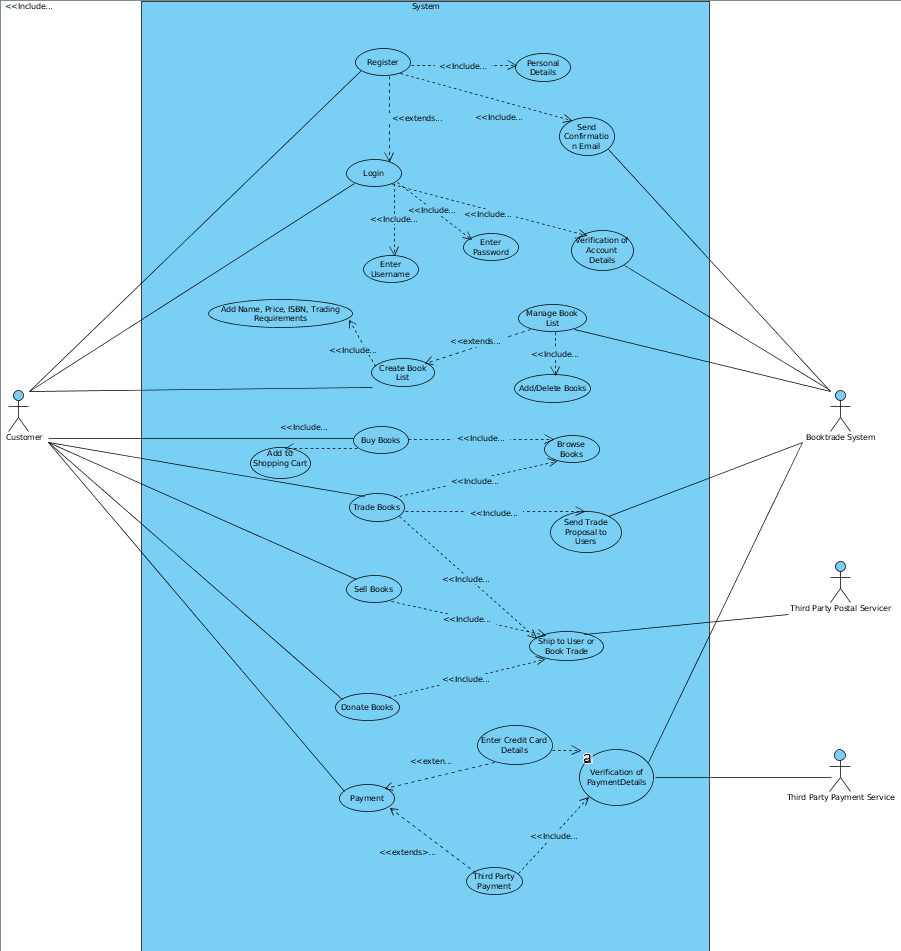 <<Include...
System
Register
<<Include...
Personal
Details
<<extends...
<<Include...
Send
Confirmatio
n Email
Login
<<Include...
<<Include...
<<Include...
Enter
Username
Enter
Password
Verification of
Account
Details
Add Name, Price, ISBN, Trading
Requirements
Manage Book
List
<<extends...
<<Include...
<<Include...
Create Book
List
Add/Delete Books
Customer
Booktrade System
<<Include...
Buy Books
<<Include...
Browse
Books
Add to
Shopping Cart
<<Include...
Trade Books
<<Include...
Send Trade
Proposal to
Users
<<Include...
Sell Books
Third Party Postal Servicer
<<Include...
Ship to User or
Book Trade
<<Include...
Donate Books
Enter Credit Card
Details
a
<<exten...
Verification of
PaymentDetails
Payment
Third Party Payment Service
<<Include...
<<extends>...
Third Party
Payment